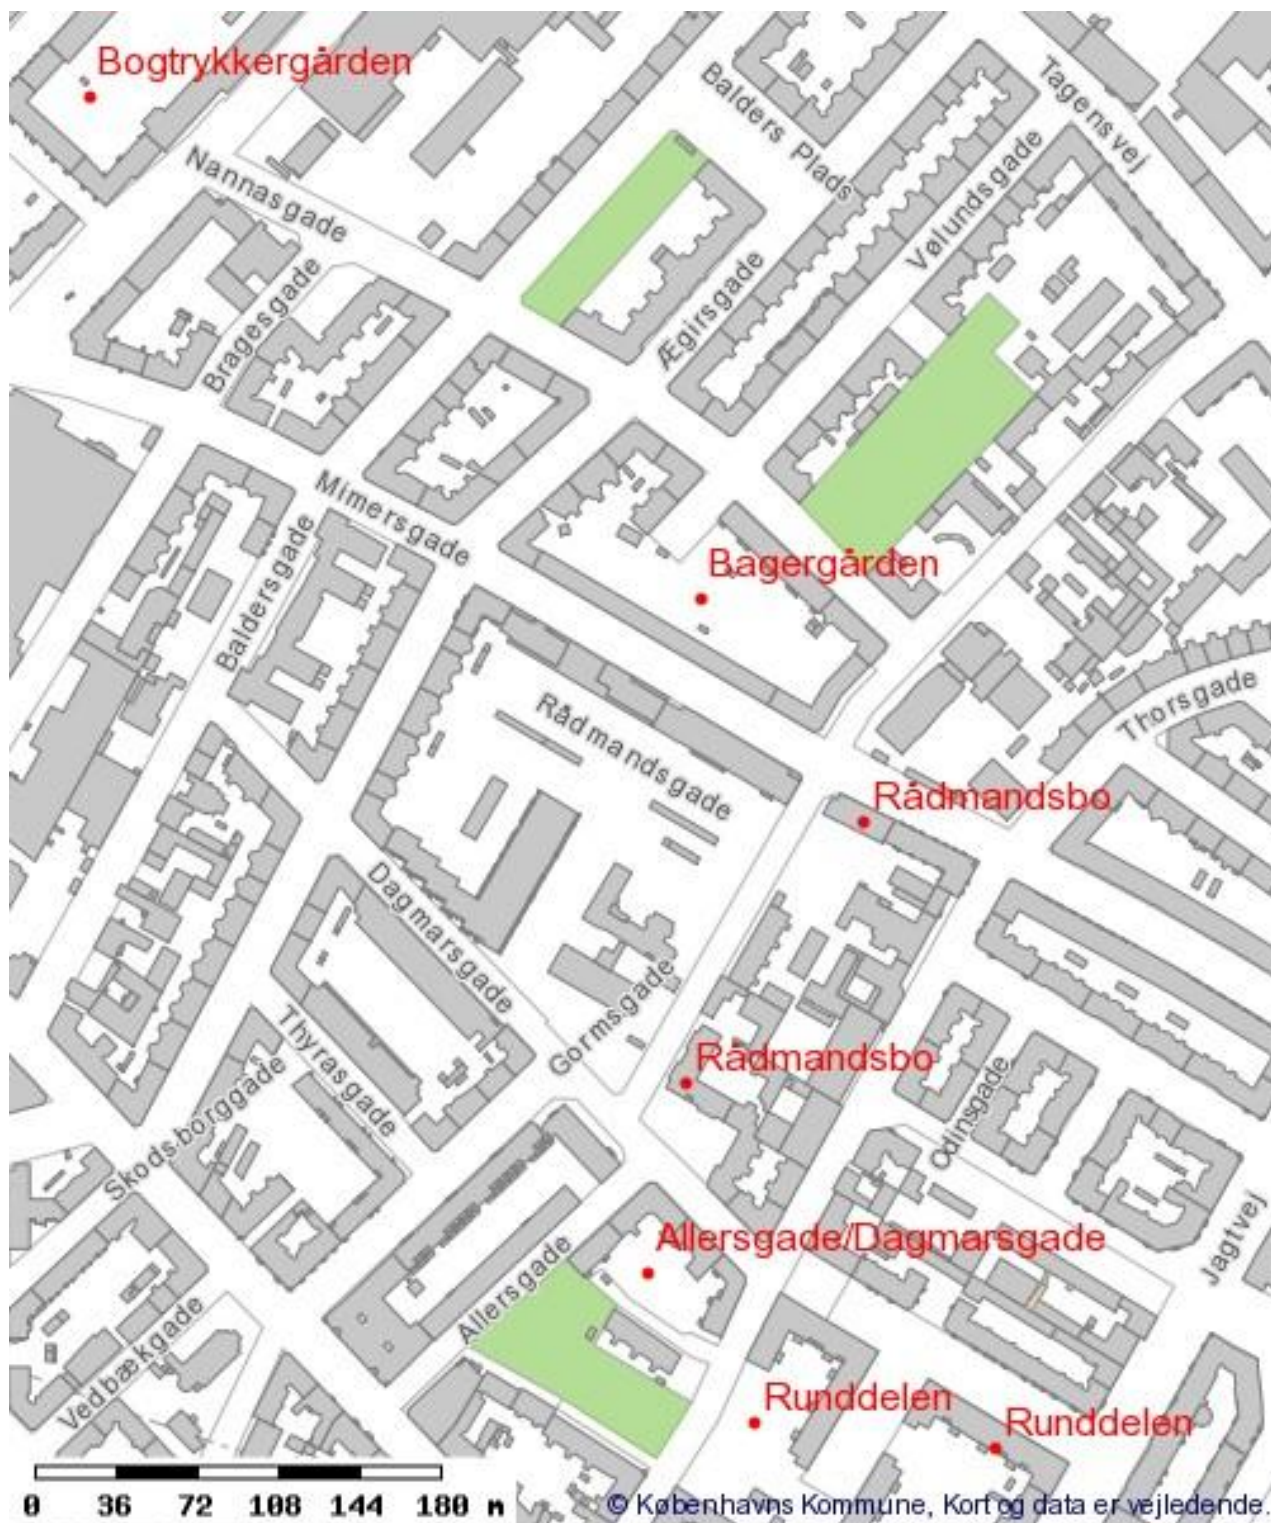 Bogtrykkergården
Tagensvej
Balders Plads
Nannasgade
Vølundsgade
Bragesgade
Ægirsgade
Mimersgade
Baldersgade
Bagergården
Thorsgade
Rådmandsgade
Rådmandsbo
Dagmarsgade
Gormsgade
Thyrasgade
Rådmandsbo
Odinsgade
Skodsborggade
Allersgade/Dagmarsgade
Jagtvej
Allersgade
Vedbækgade
Runddelen
Runddelen
0 36 72 108 144 180 m
© Københavns Kommune, Kort og data er vejledende.